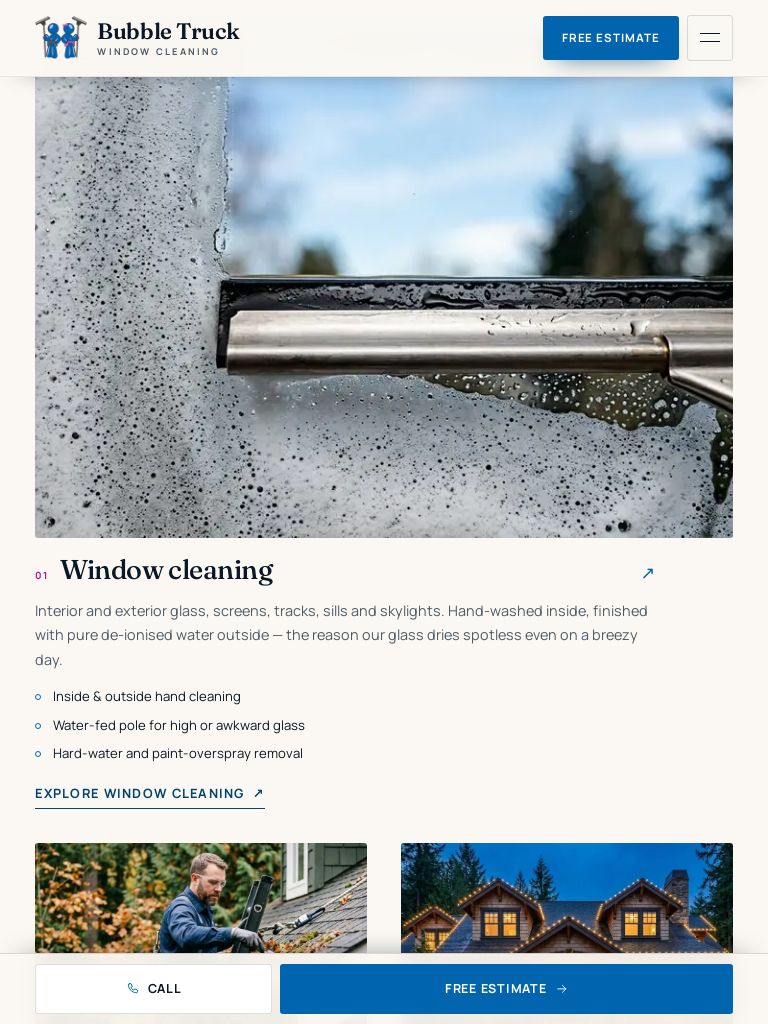 Bubble Truck
WINDOW CLEANING
FREE ESTIMATE
01 Window cleaning ↗
Interior and exterior glass, screens, tracks, sills and skylights. Hand-washed inside, finished
with pure de-ionised water outside — the reason our glass dries spotless even on a breezy
day.
Inside & outside hand cleaning
Water-fed pole for high or awkward glass
Hard-water and paint-overspray removal
EXPLORE WINDOW CLEANING ↗
CALL
FREE ESTIMATE →